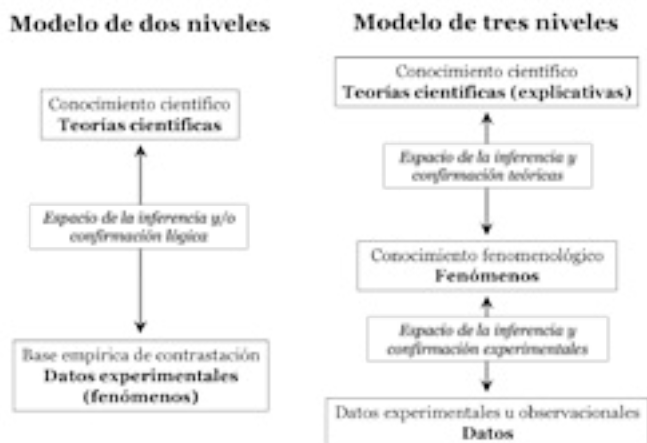 Modelo de dos niveles
Conocimiento científico
Teorías científicas
Espacio de la inferencia y/o
confirmación lógica
Base empírica de contrastación
Datos experimentales
(fenómenos)
Modelo de tres niveles
Conocimiento científico
Teorías científicas (explicativas)
Espacio de la inferencia y
confirmación teóricas
Conocimiento fenomenológico
Fenómenos
Espacio de la inferencia y
confirmación experimentales
Datos experimentales u observacionales
Datos